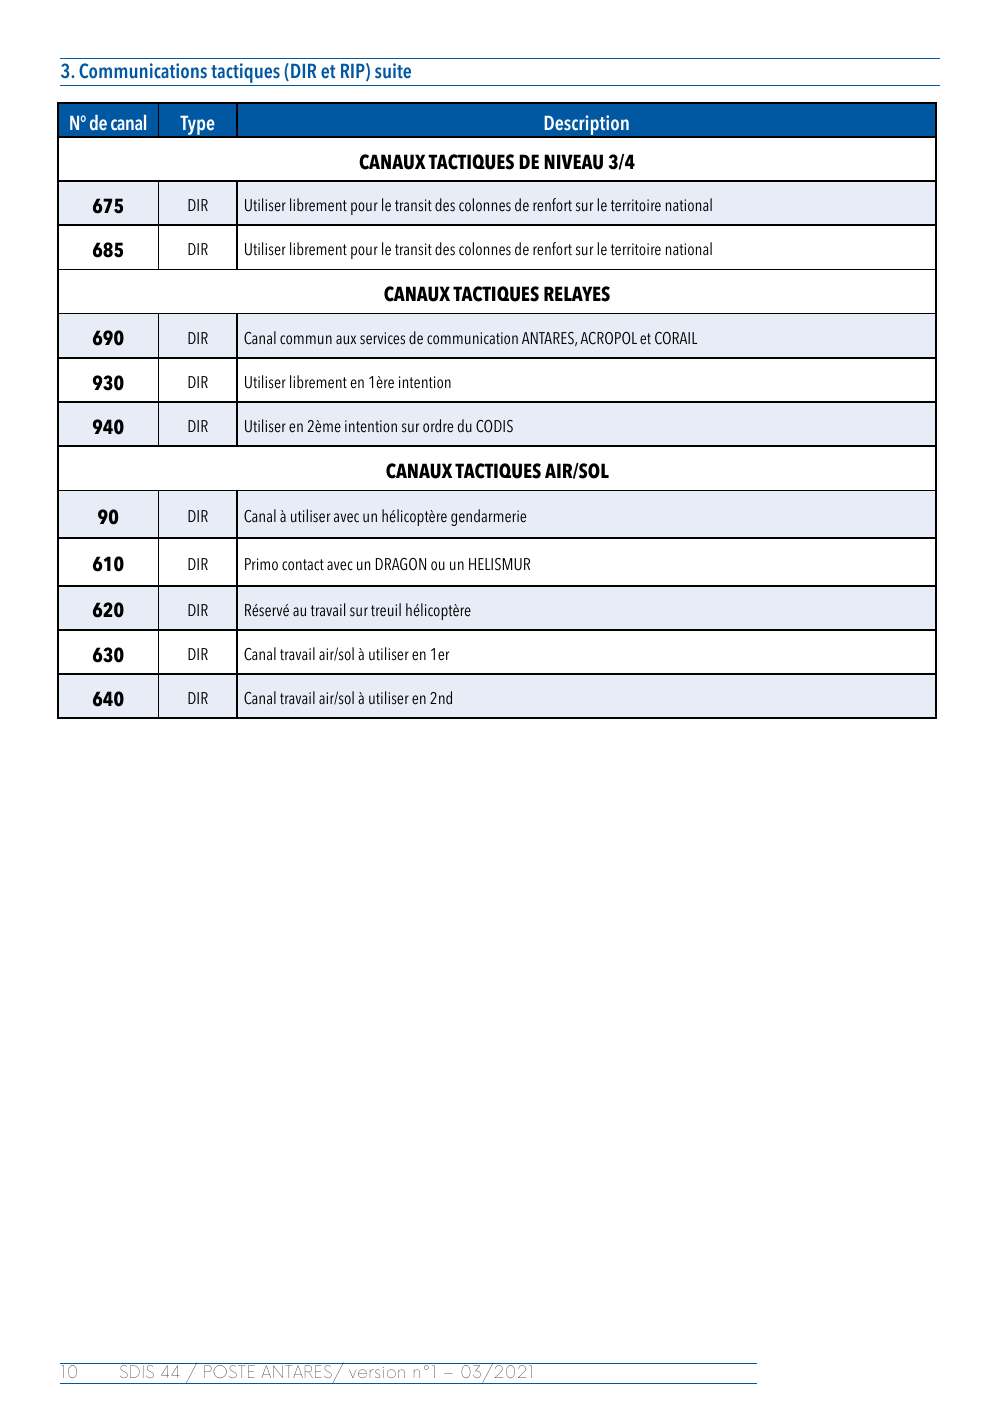 3. Communications tactiques (DIR et RIP) suite
N° de canal Type Description
CANAUX TACTIQUES DE NIVEAU 3/4
675 DIR Utiliser librement pour le transit des colonnes de renfort sur le territoire national
685 DIR Utiliser librement pour le transit des colonnes de renfort sur le territoire national
CANAUX TACTIQUES RELAYES
690 DIR Canal commun aux services de communication ANTARES, ACROPOL et CORAIL
930 DIR Utiliser librement en 1ère intention
940 DIR Utiliser en 2ème intention sur ordre du CODIS
CANAUX TACTIQUES AIR/SOL
90 DIR Canal à utiliser avec un hélicoptère gendarmerie
610 DIR Primo contact avec un DRAGON ou un HELISMUR
620 DIR Réservé au travail sur treuil hélicoptère
630 DIR Canal travail air/sol à utiliser en 1er
640 DIR Canal travail air/sol à utiliser en 2nd
10 SDIS 44 / POSTE ANTARES/ version n°1 – 03/2021